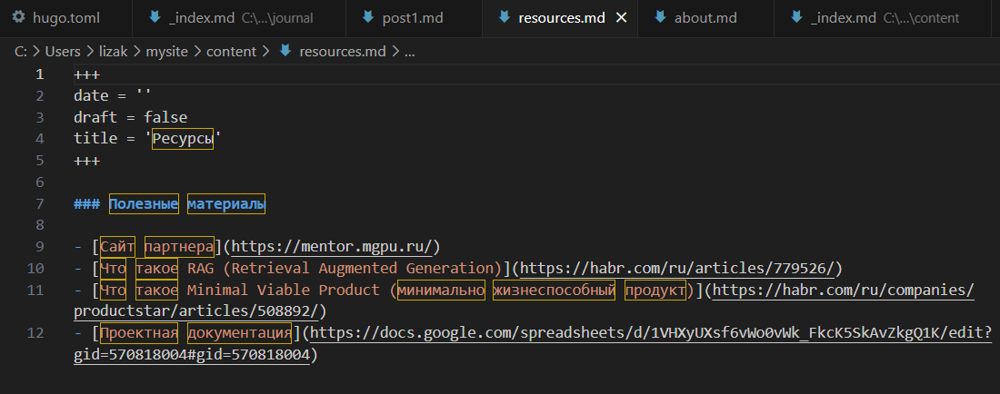 hugo.toml
_index.md C:\...\journal
post1.md
resources.md
about.md
_index.md C:\...\content
C: > Users > lizak > mysite > content > resources.md > ...
1 +++
2 date = ''
3 draft = false
4 title = 'Ресурсы'
5 +++
6
7 ### Полезные материалы
8
9 - [Сайт партнера](https://mentor.mgpu.ru/)
10 - [Что такое RAG (Retrieval Augmented Generation)](https://habr.com/ru/articles/779526/)
11 - [Что такое Minimal Viable Product (минимально жизнеспособный продукт)](https://habr.com/ru/companies/
productstar/articles/508892/)
12 - [Проектная документация](https://docs.google.com/spreadsheets/d/1VHXyUXsf6vWo0vWk_FkcK5SkAvZkgQ1K/edit?
gid=570818004#gid=570818004)